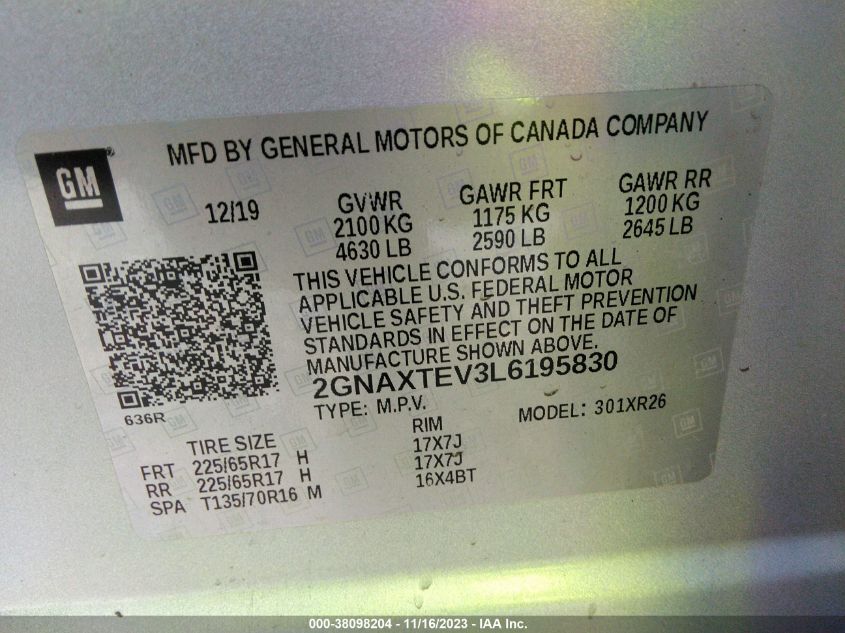 MFD BY GENERAL MOTORS OF CANADA COMPANY
GM
12/19 GVWR GAWR FRT GAWR RR
2100 KG 1175 KG 1200 KG
4630 LB 2590 LB 2645 LB
THIS VEHICLE CONFORMS TO ALL
APPLICABLE U.S. FEDERAL MOTOR
VEHICLE SAFETY AND THEFT PREVENTION
STANDARDS IN EFFECT ON THE DATE OF
MANUFACTURE SHOWN ABOVE.
2GNAXTEV3L6195830
636R TYPE: M.P.V. MODEL: 301XR26
TIRE SIZE RIM
FRT 225/65R17 H 17X7J
RR 225/65R17 H 17X7J
SPA T135/70R16 M 16X4BT
000-38098204 - 11/16/2023 - IAA Inc.